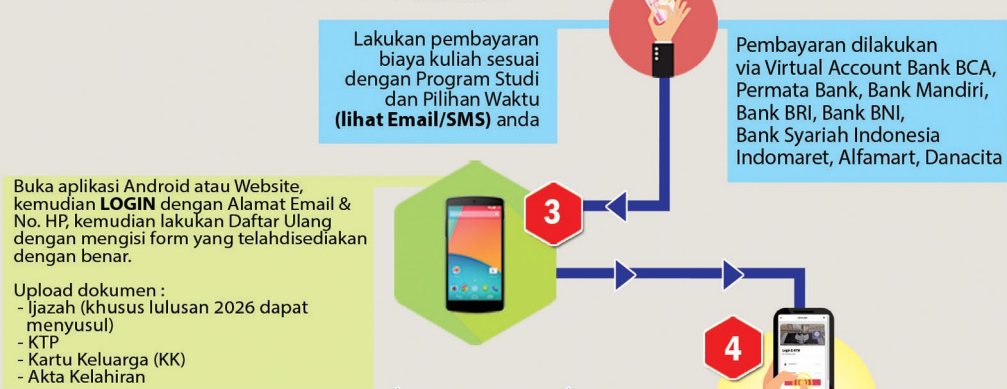 Lakukan pembayaran
biaya kuliah sesuai
dengan Program Studi
dan Pilihan Waktu
(lihat Email/SMS) anda
Pembayaran dilakukan
via Virtual Account Bank BCA,
Permata Bank, Bank Mandiri,
Bank BRI, Bank BNI,
Bank Syariah Indonesia
Indomaret, Alfamart, Danacita
3
Buka aplikasi Android atau Website,
kemudian LOGIN dengan Alamat Email &
No. HP, kemudian lakukan Daftar Ulang
dengan mengisi form yang telahdisediakan
dengan benar.
Upload dokumen :
- Ijazah (khusus lulusan 2026 dapat
menyusul)
- KTP
- Kartu Keluarga (KK)
- Akta Kelahiran
4